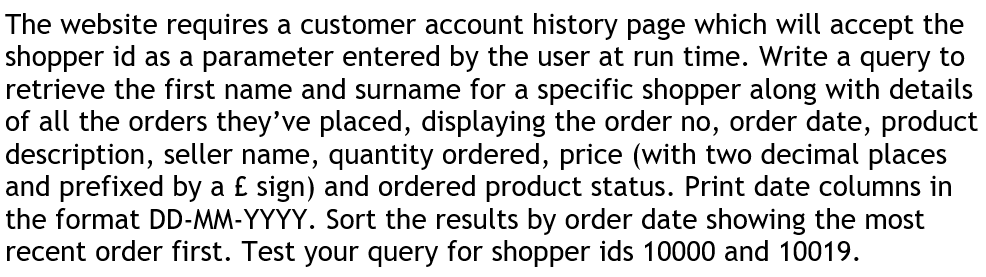 The website requires a customer account history page which will accept the
shopper id as a parameter entered by the user at run time. Write a query to
retrieve the first name and surname for a specific shopper along with details
of all the orders they’ve placed, displaying the order no, order date, product
description, seller name, quantity ordered, price (with two decimal places
and prefixed by a £ sign) and ordered product status. Print date columns in
the format DD-MM-YYYY. Sort the results by order date showing the most
recent order first. Test your query for shopper ids 10000 and 10019.